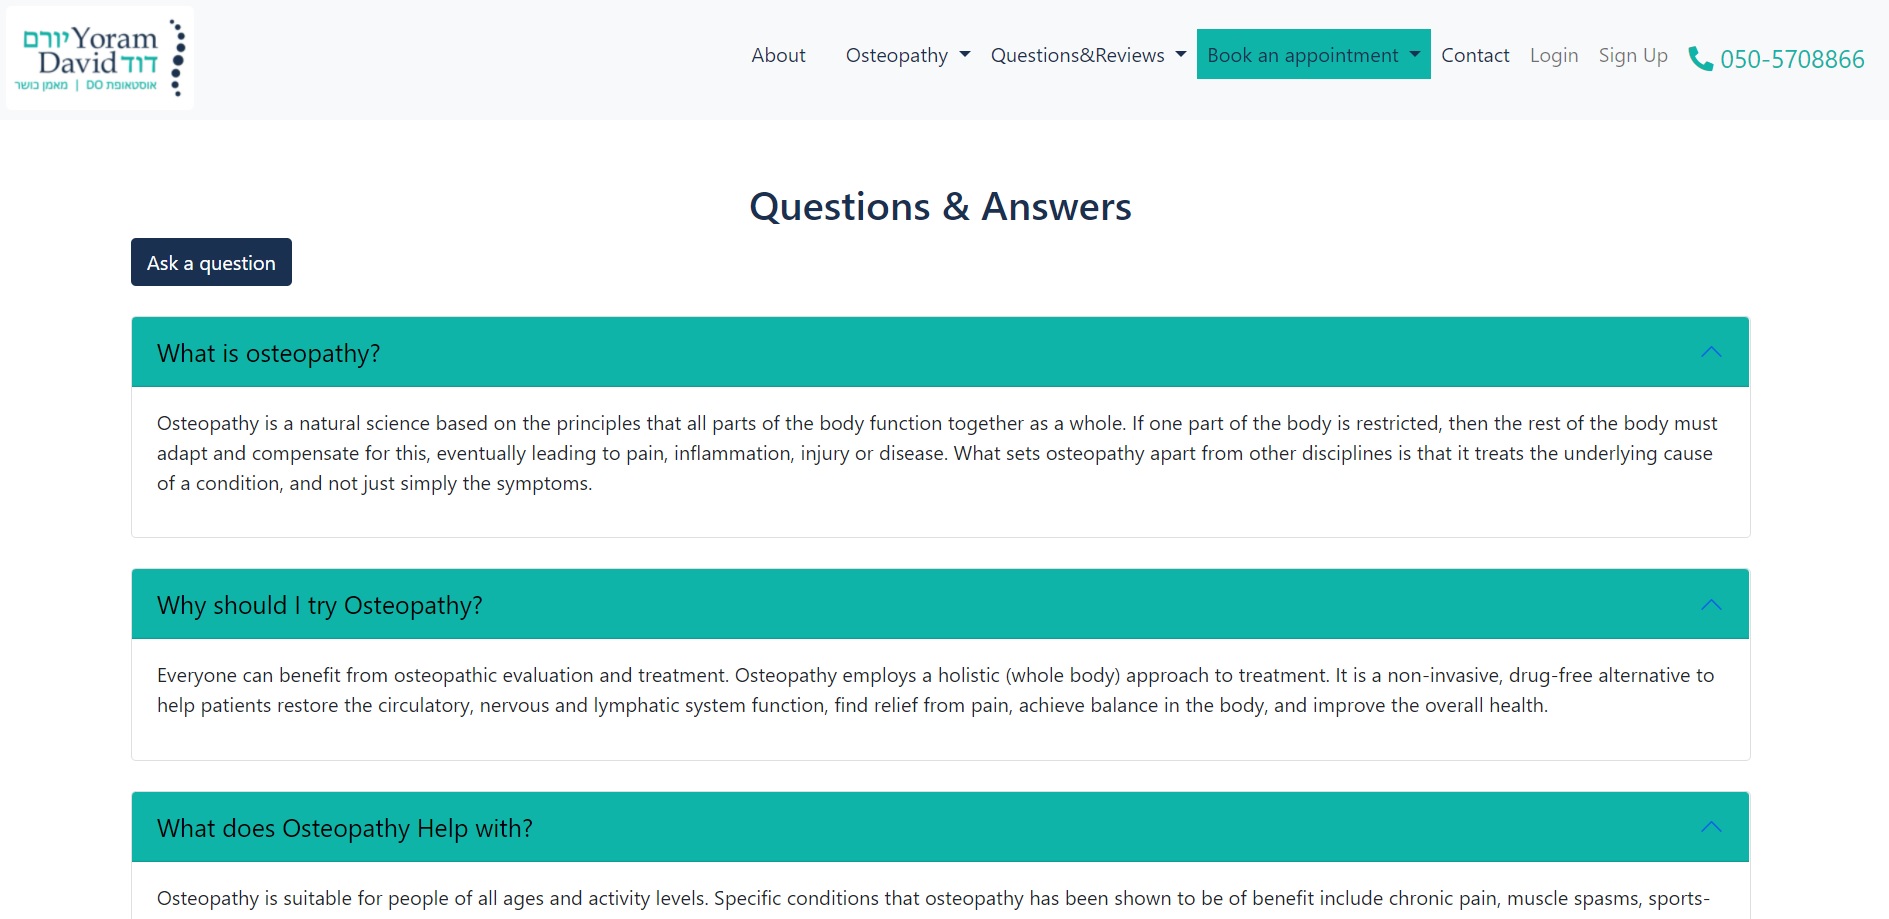 יורם Yoram
David דוד
אוסטאופת DO | מאמן כושר
About Osteopathy Questions&Reviews Book an appointment Contact Login Sign Up 050-5708866
Questions & Answers
Ask a question
What is osteopathy?
Osteopathy is a natural science based on the principles that all parts of the body function together as a whole. If one part of the body is restricted, then the rest of the body must
adapt and compensate for this, eventually leading to pain, inflammation, injury or disease. What sets osteopathy apart from other disciplines is that it treats the underlying cause
of a condition, and not just simply the symptoms.
Why should I try Osteopathy?
Everyone can benefit from osteopathic evaluation and treatment. Osteopathy employs a holistic (whole body) approach to treatment. It is a non-invasive, drug-free alternative to
help patients restore the circulatory, nervous and lymphatic system function, find relief from pain, achieve balance in the body, and improve the overall health.
What does Osteopathy Help with?
Osteopathy is suitable for people of all ages and activity levels. Specific conditions that osteopathy has been shown to be of benefit include chronic pain, muscle spasms, sports-